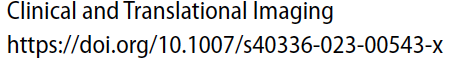 Clinical and Translational Imaging
https://doi.org/10.1007/s40336-023-00543-x